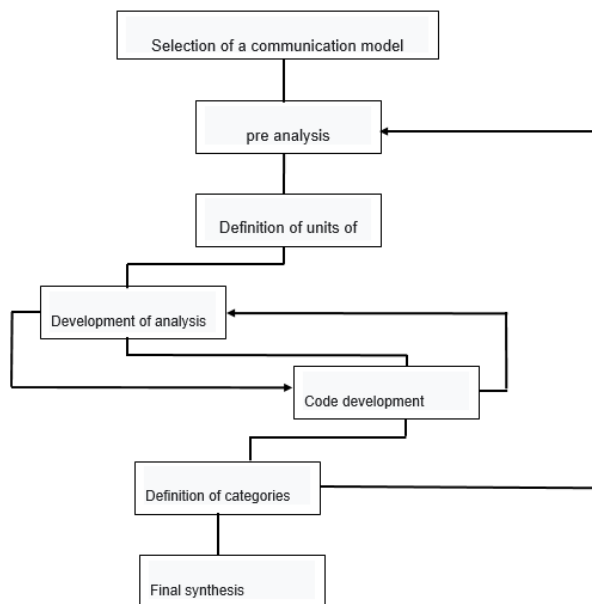 Selection of a communication model
pre analysis
Definition of units of
Development of analysis
Code development
Definition of categories
Final synthesis